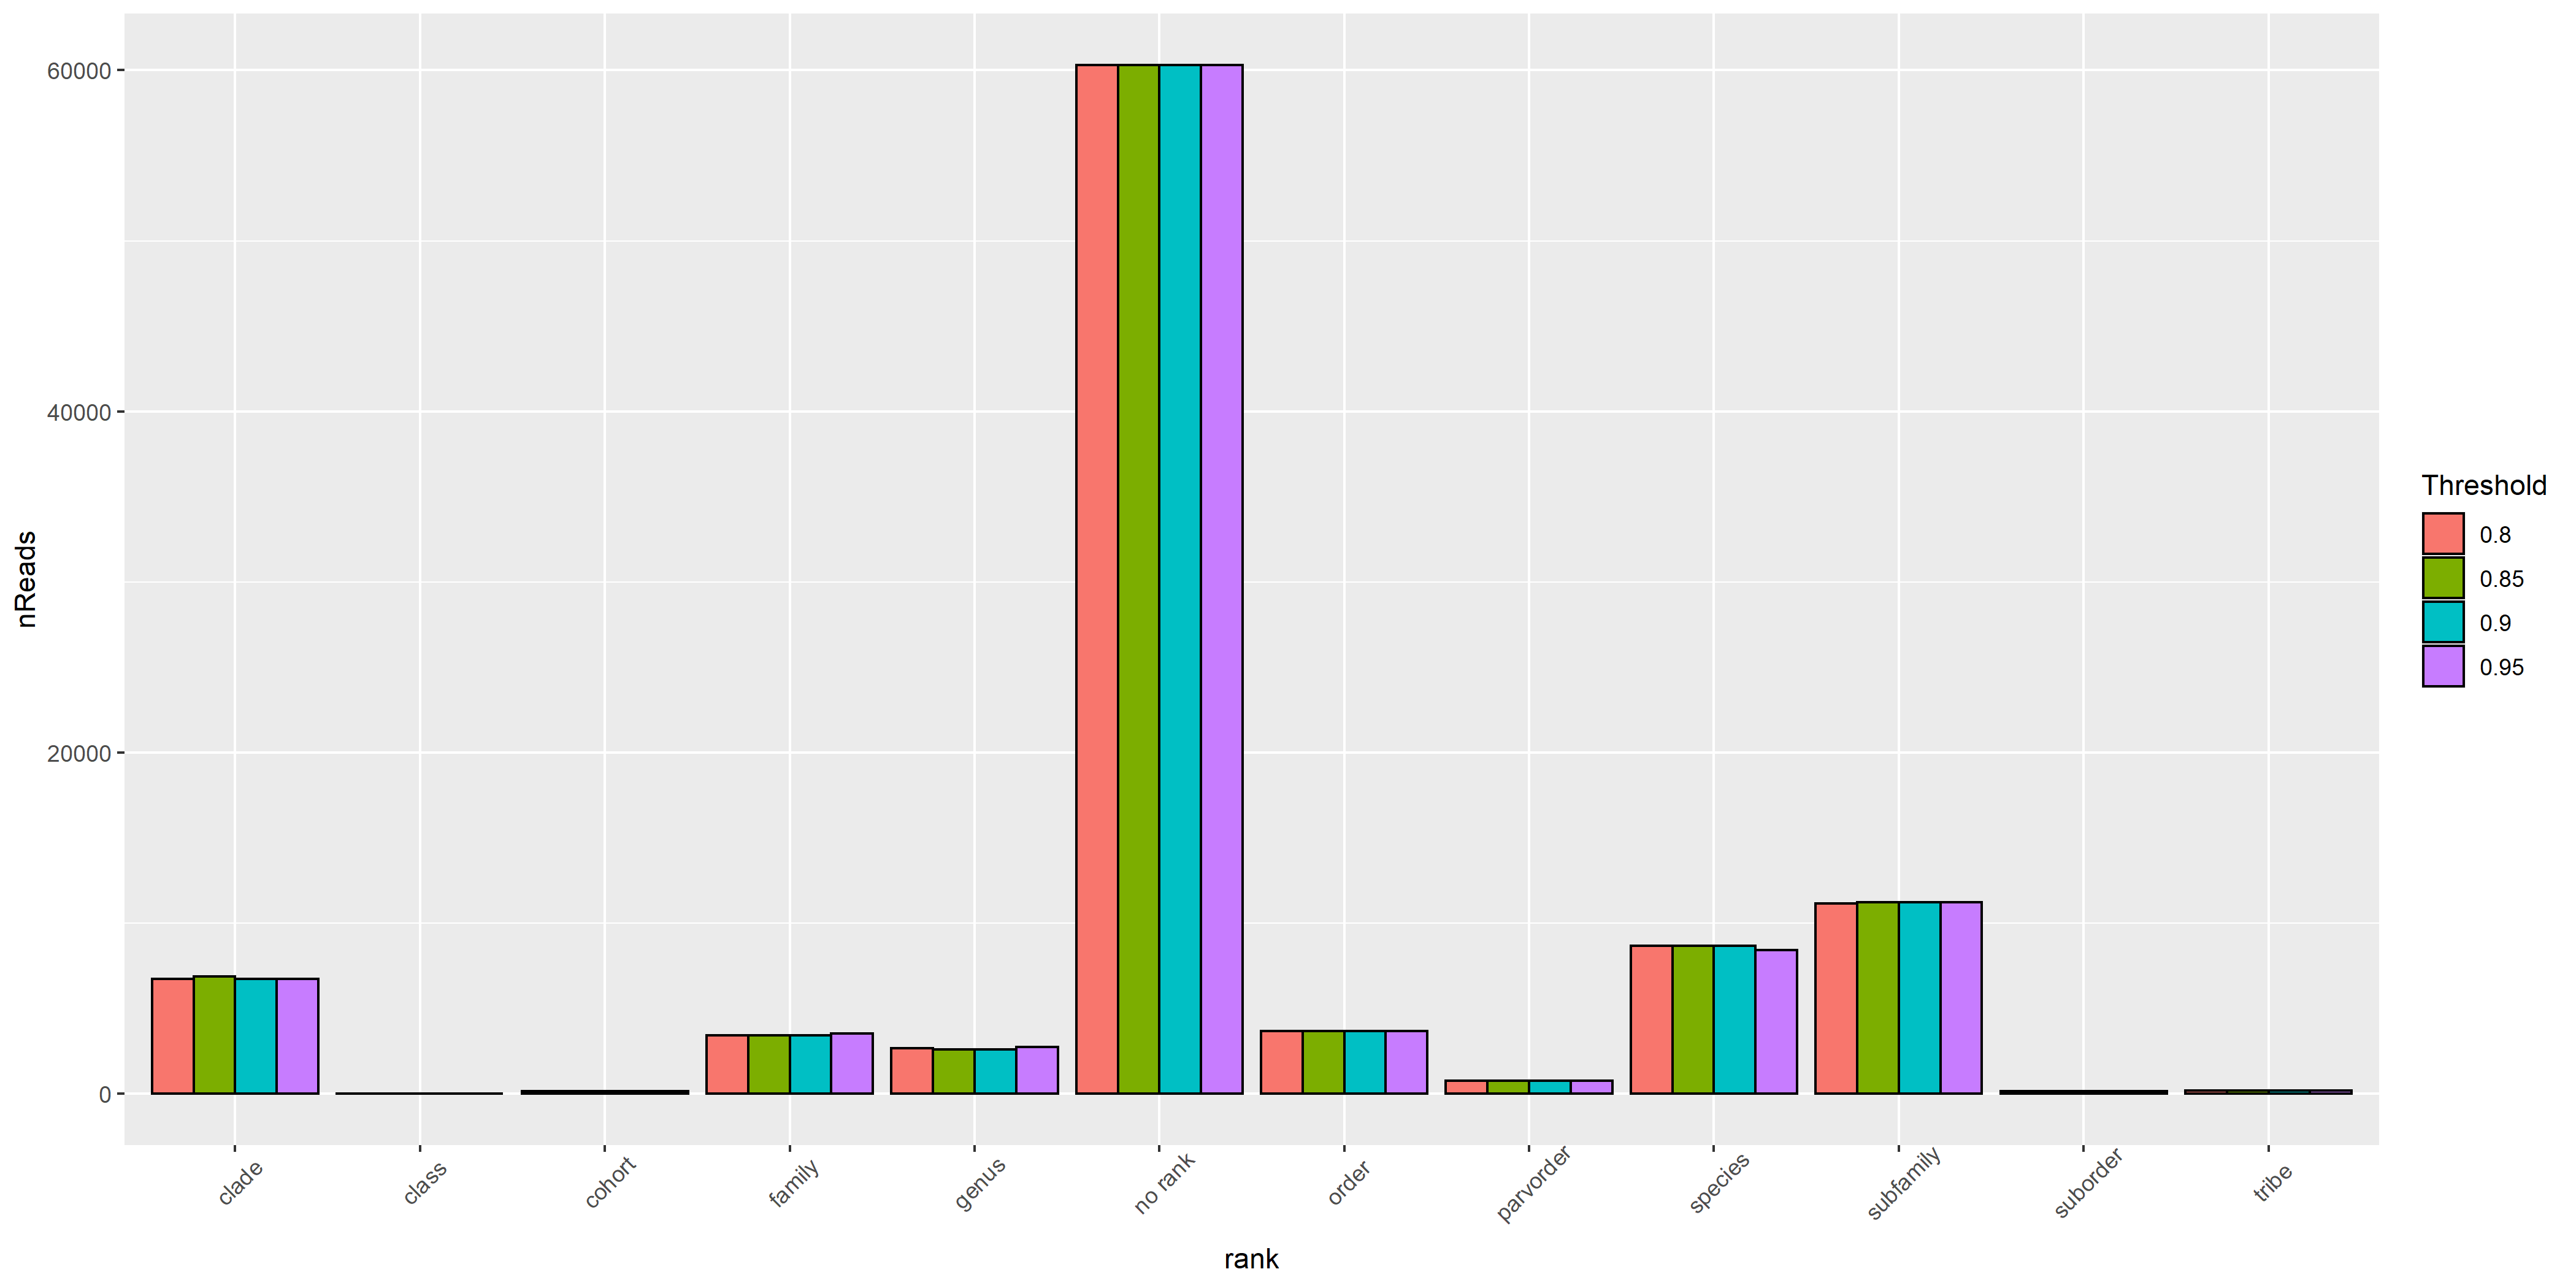 60000
40000
20000
0
nReads
clade
class
cohort
family
genus
no rank
order
parvorder
species
subfamily
suborder
tribe
rank
Threshold
0.8
0.85
0.9
0.95